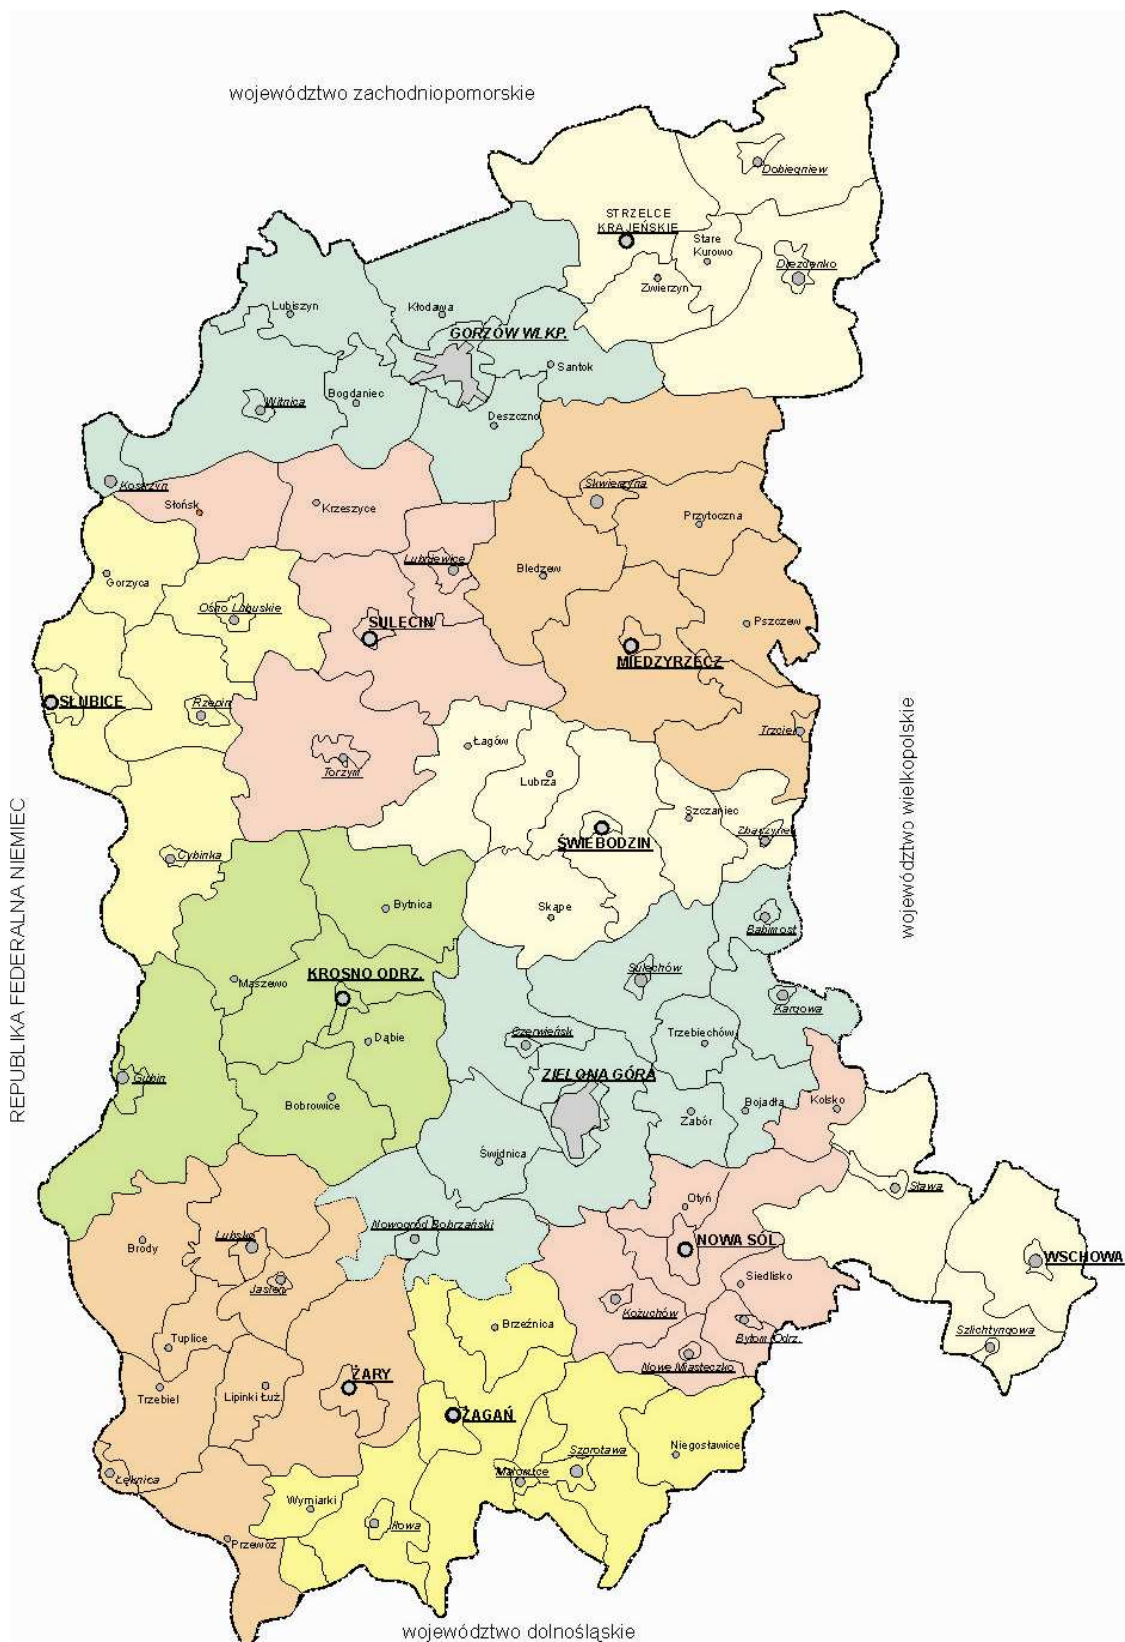 województwo zachodniopomorskie
Dobiegniew
STRZELCE
KRAJEŃSKIE
Stare
Kurowo
Drezdenko
Zwierzyn
Lubiszyn
Kłodawa
GORZÓW WLKP.
Santok
Witnica
Bogdaniec
Deszczno
Kostrzyn
Słońsk
Krzeszyce
Skwierzyna
Przytoczna
Lubniewice
Bledzew
Gorzyca
Ośno Lubuskie
SULĘCIN
Pszczew
MIĘDZYRZECZ
SŁUBICE
Rzepin
Trzciel
Torzym
Łagów
Lubrza
województwo wielkopolskie
REPUBLIKA FEDERALNA NIEMIEC
Szczaniec
Zbąszynek
ŚWIEBODZIN
Cybinka
Bytnica
Skąpe
Babimost
Maszewo
KROSNO ODRZ.
Sulechów
Kargowa
Dąbie
Czerwieńsk
Trzebiechów
Gubin
ZIELONA GÓRA
Bobrowice
Zabór
Bojadła
Kolsko
Świdnica
Sława
Otyń
Nowogród Bobrzański
Brody
Lubsko
NOWA SÓL
WSCHOWA
Jasień
Siedlisko
Kożuchów
Brzeźnica
Bytom Odrz.
Szlichtyngowa
Tuplice
Nowe Miasteczko
Trzebiel
Lipinki Łuż.
ŻARY
ŻAGAŃ
Niegosławice
Szprotawa
Łęknica
Małomice
Wymiarki
Iłowa
Przewóz
województwo dolnośląskie